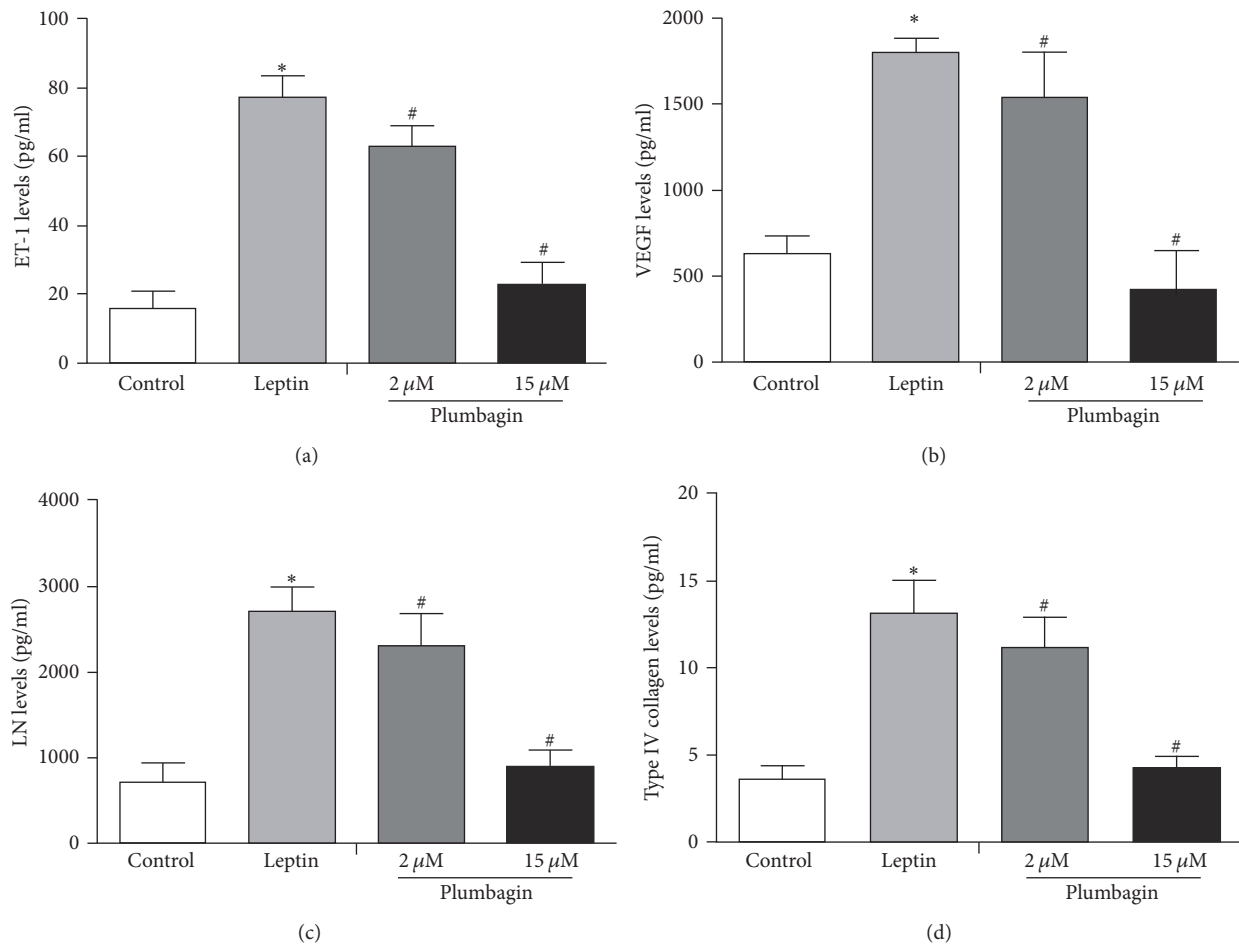 100
80
60
40
20
0
ET-1 levels (pg/ml)
*
#
#
Control
Leptin
2 μM
15 μM
Plumbagin
(a)
2000
1500
1000
500
0
VEGF levels (pg/ml)
*
#
#
Control
Leptin
2 μM
15 μM
Plumbagin
(b)
4000
3000
2000
1000
0
LN levels (pg/ml)
*
#
#
Control
Leptin
2 μM
15 μM
Plumbagin
(c)
20
15
10
5
0
Type IV collagen levels (pg/ml)
*
#
#
Control
Leptin
2 μM
15 μM
Plumbagin
(d)